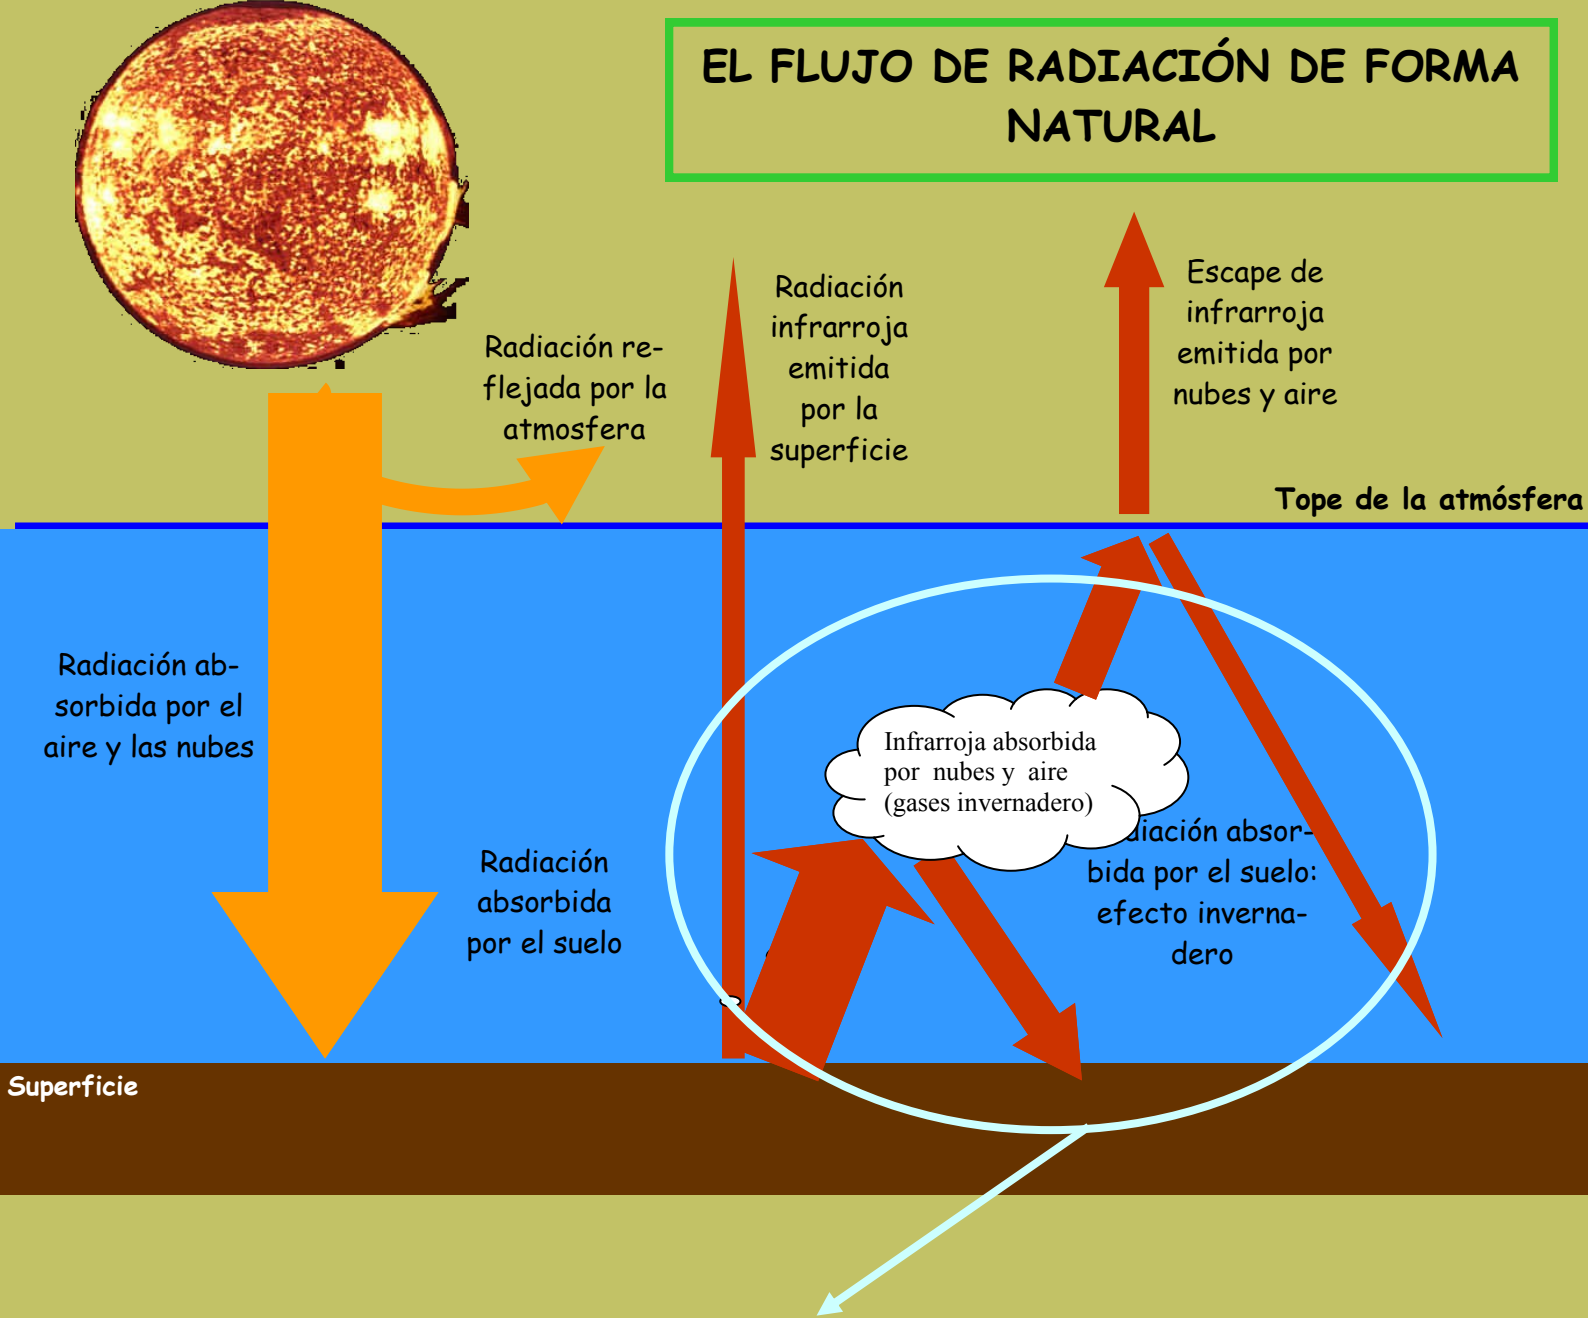 EL FLUJO DE RADIACIÓN DE FORMA
NATURAL
Radiación re-
flejada por la
atmosfera
Radiación
infrarroja
emitida
por la
superficie
Escape de
infrarroja
emitida por
nubes y aire
Tope de la atmósfera
Radiación ab-
sorbida por el
aire y las nubes
Radiación
absorbida
por el suelo
Infrarroja absorbida
por nubes y aire
(gases invernadero)
diación absor-
bida por el suelo:
efecto inverna-
dero
Superficie